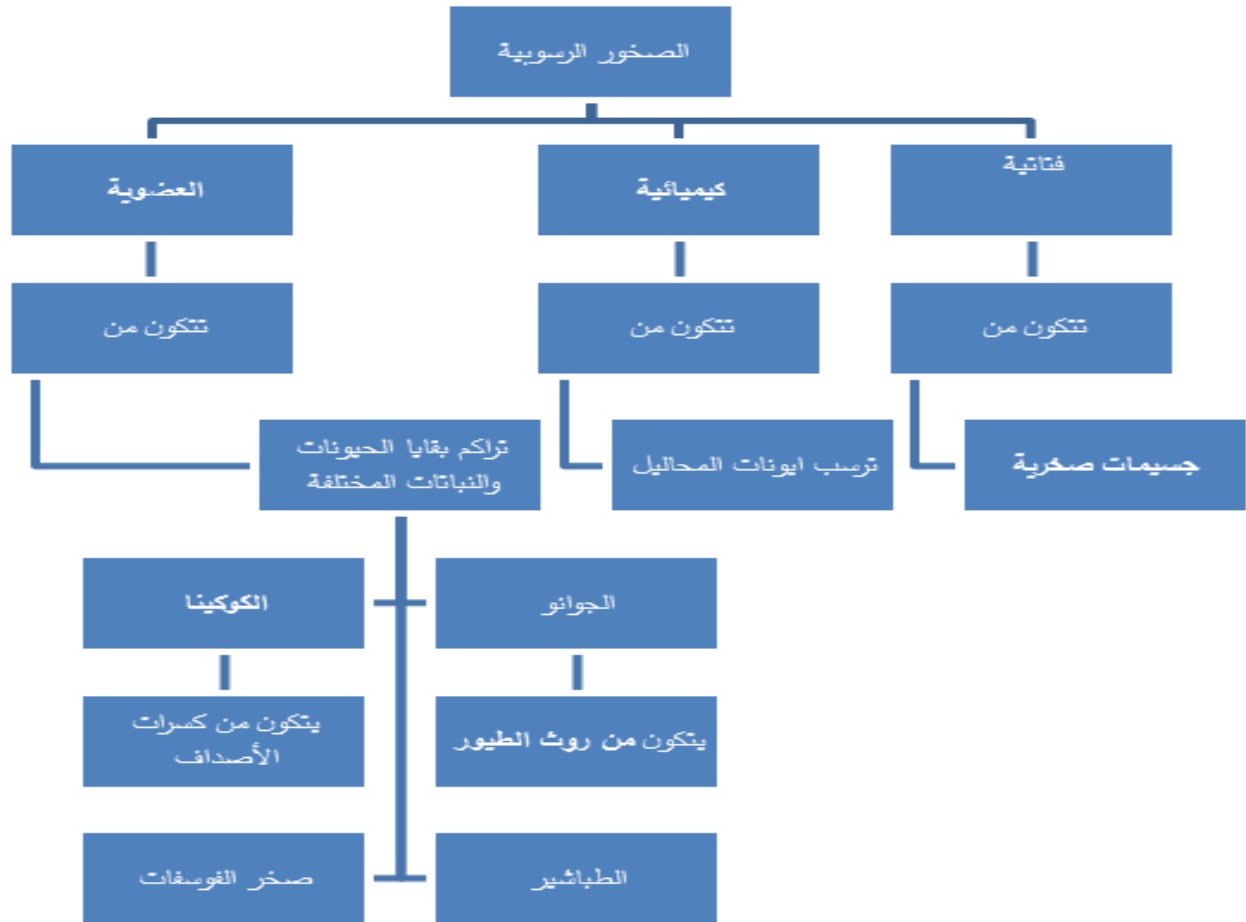 الصخور الرسوبية
فتاتية
كيميائية
العضوية
تتكون من
تتكون من
تتكون من
جسيمات صخرية
ترسب ايونات المحاليل
تراكم بقايا الحيونات
والنباتات المختلفة
الجوانو
الكوكينا
يتكون من روث الطيور
يتكون من كسرات
الأصداف
الطباشير
صخر الفوسفات